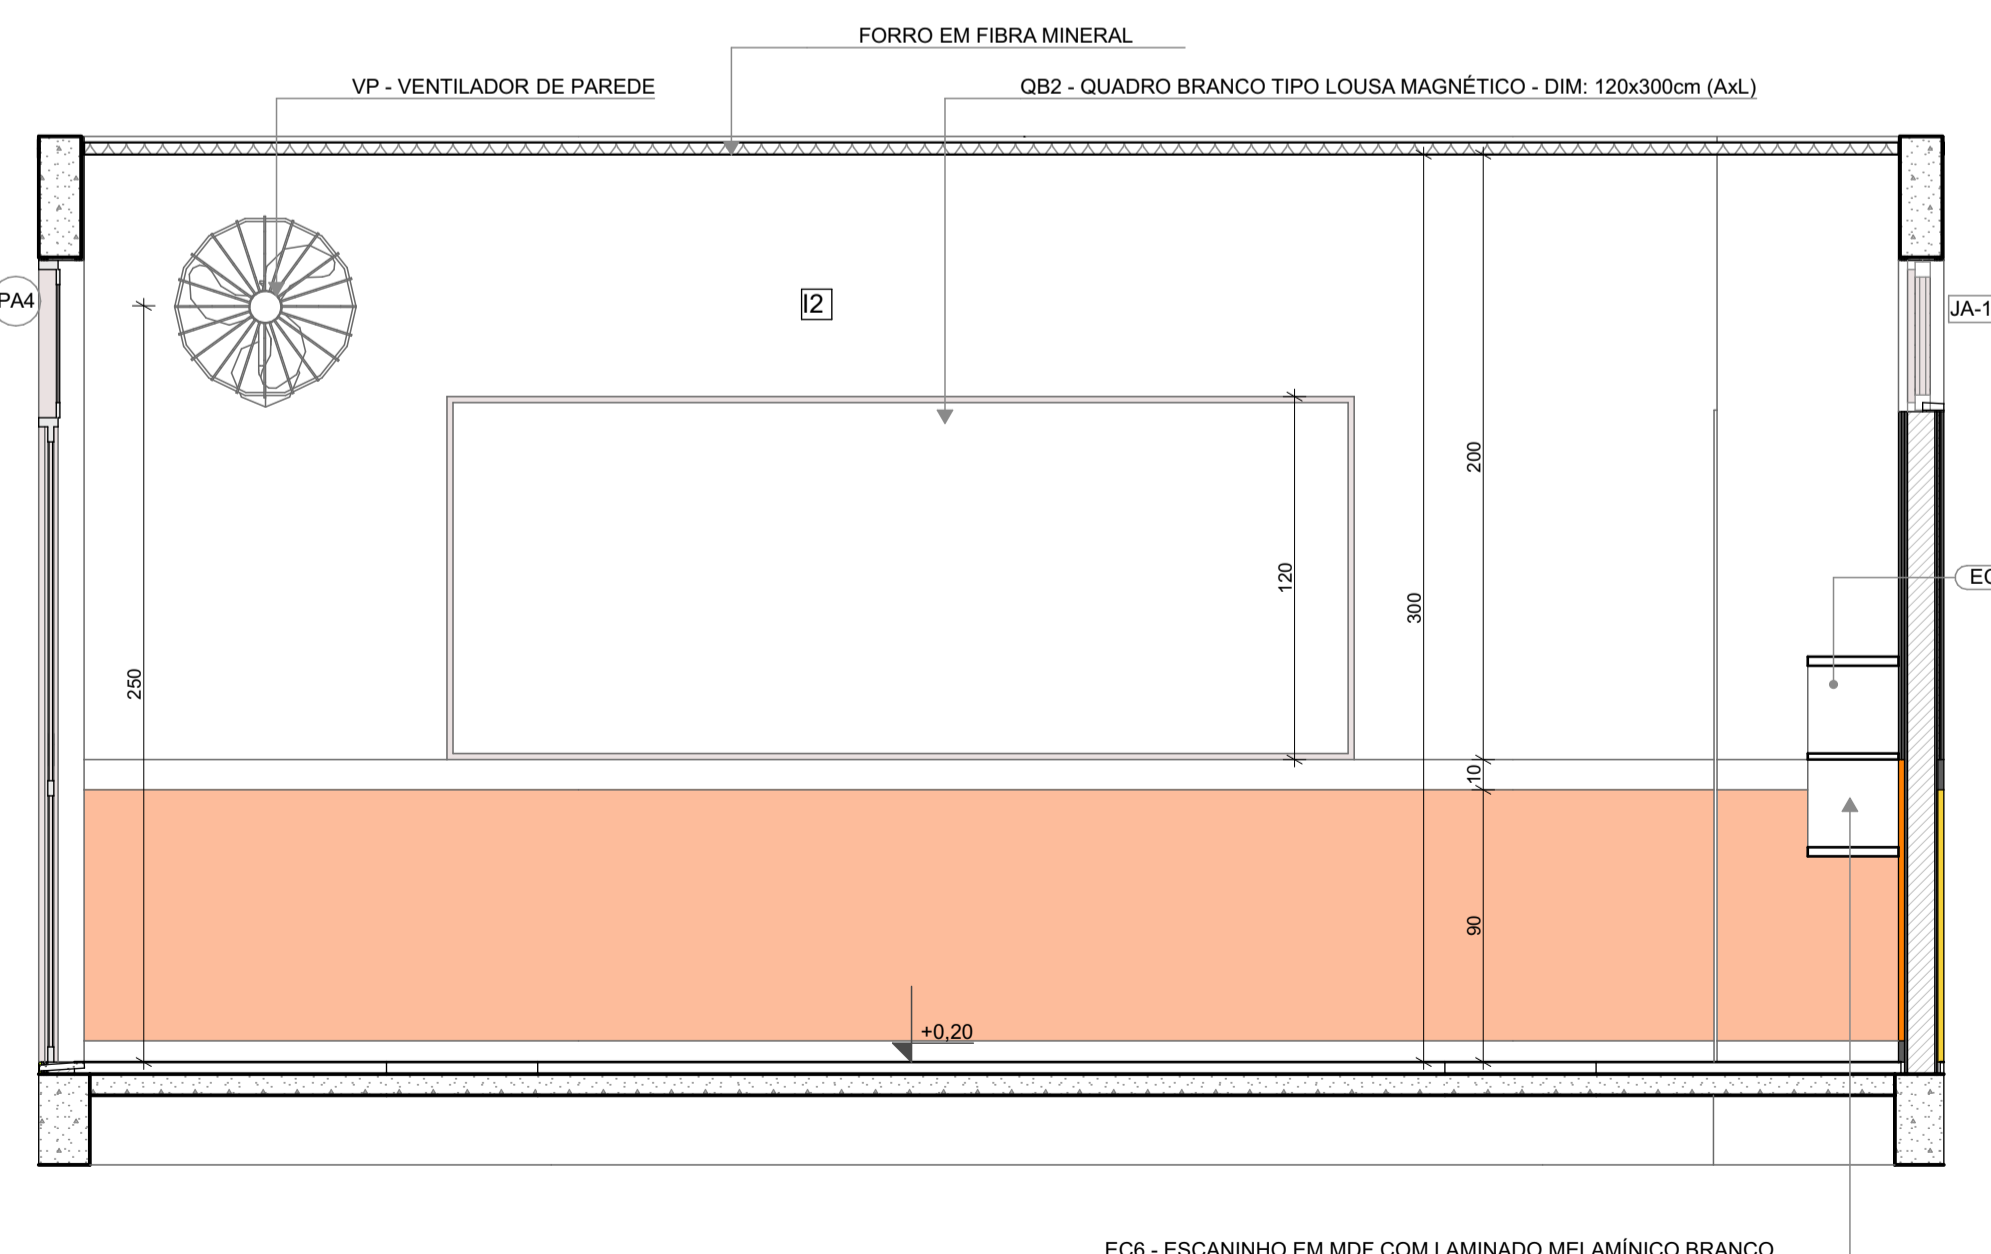 FORRO EM FIBRA MINERAL
VP - VENTILADOR DE PAREDE
QB2 - QUADRO BRANCO TIPO LOUSA MAGNÉTICO - DIM: 120x300cm (AxL)
PA4
I2
JA-1
200
120
300
EC
250
10
90
+0,20
EC6 - ESCANINHO EM MDF COM LAMINADO MELAMÍNICO BRANCO